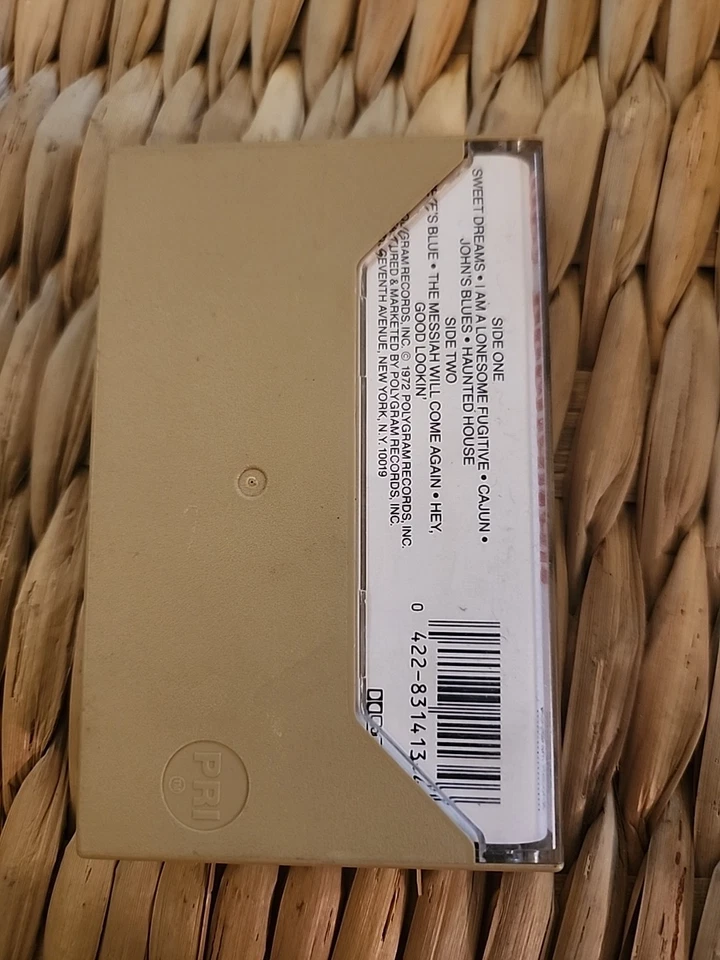 SIDE ONE
SWEET DREAMS • I AM A LONESOME FUGITIVE • CAJUN •
JOHN'S BLUES • HAUNTED HOUSE
SIDE TWO
BLUE • THE MESSIAH WILL COME AGAIN • HEY,
GOOD LOOKIN'
RECORDS, INC. © 1972 POLYGRAM RECORDS, INC.
& MARKETED BY POLYGRAM RECORDS, INC.
SEVENTH AVENUE, NEW YORK, N.Y. 10019
0 422-831413
PRI